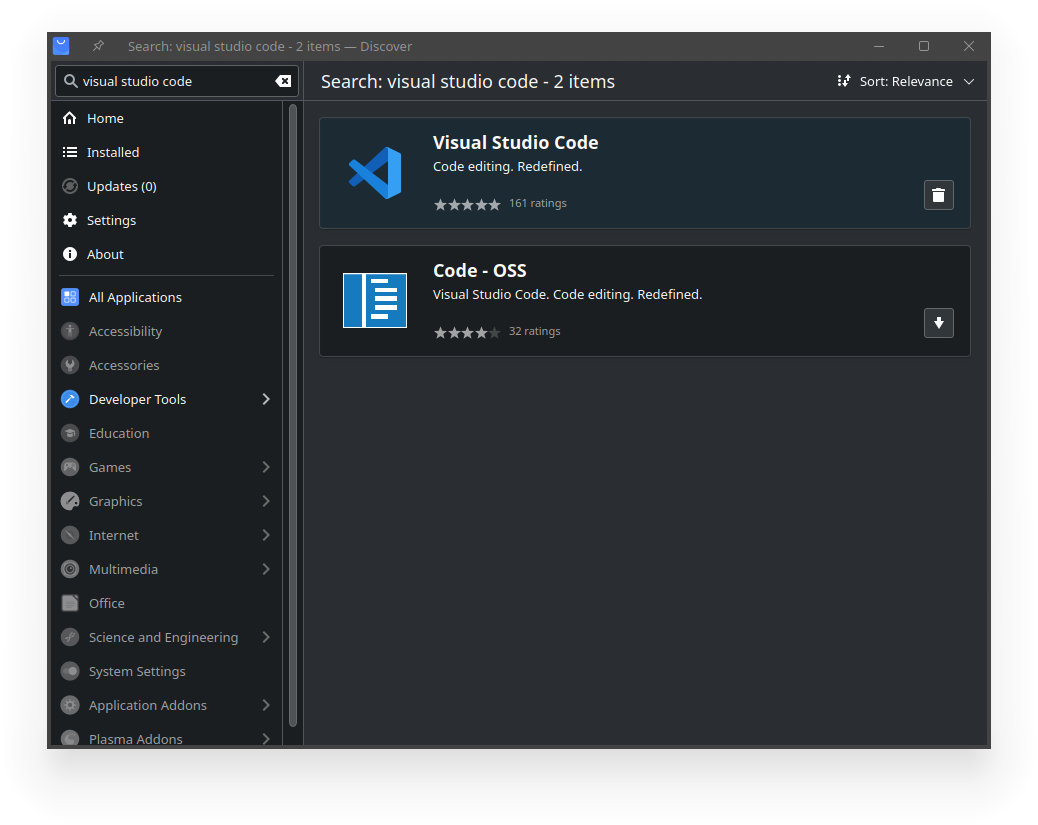 Search: visual studio code - 2 items — Discover
visual studio code
Home
Installed
Updates (0)
Settings
About
All Applications
Accessibility
Accessories
Developer Tools
Education
Games
Graphics
Internet
Multimedia
Office
Science and Engineering
System Settings
Application Addons
Plasma Addons
Search: visual studio code - 2 items
Sort: Relevance
Visual Studio Code
Code editing. Redefined.
161 ratings
Code - OSS
Visual Studio Code. Code editing. Redefined.
32 ratings